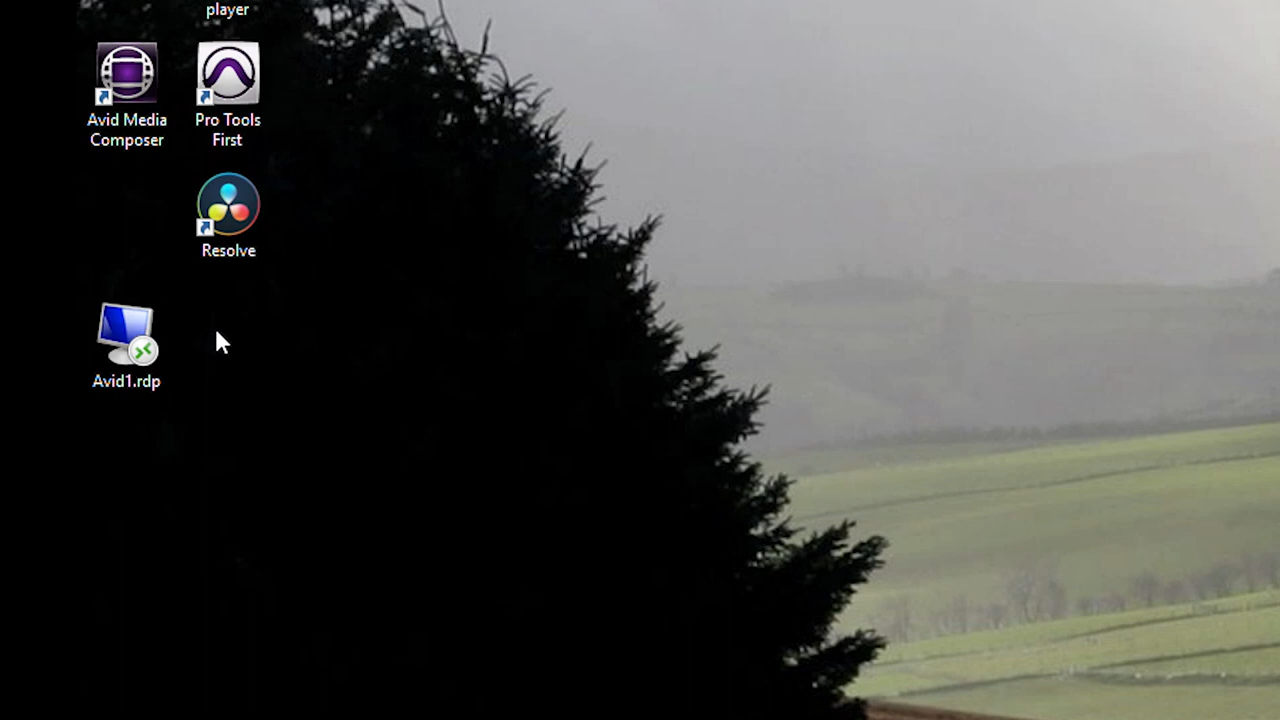 player
Avid Media
Composer
Pro Tools
First
Resolve
Avid1.rdp